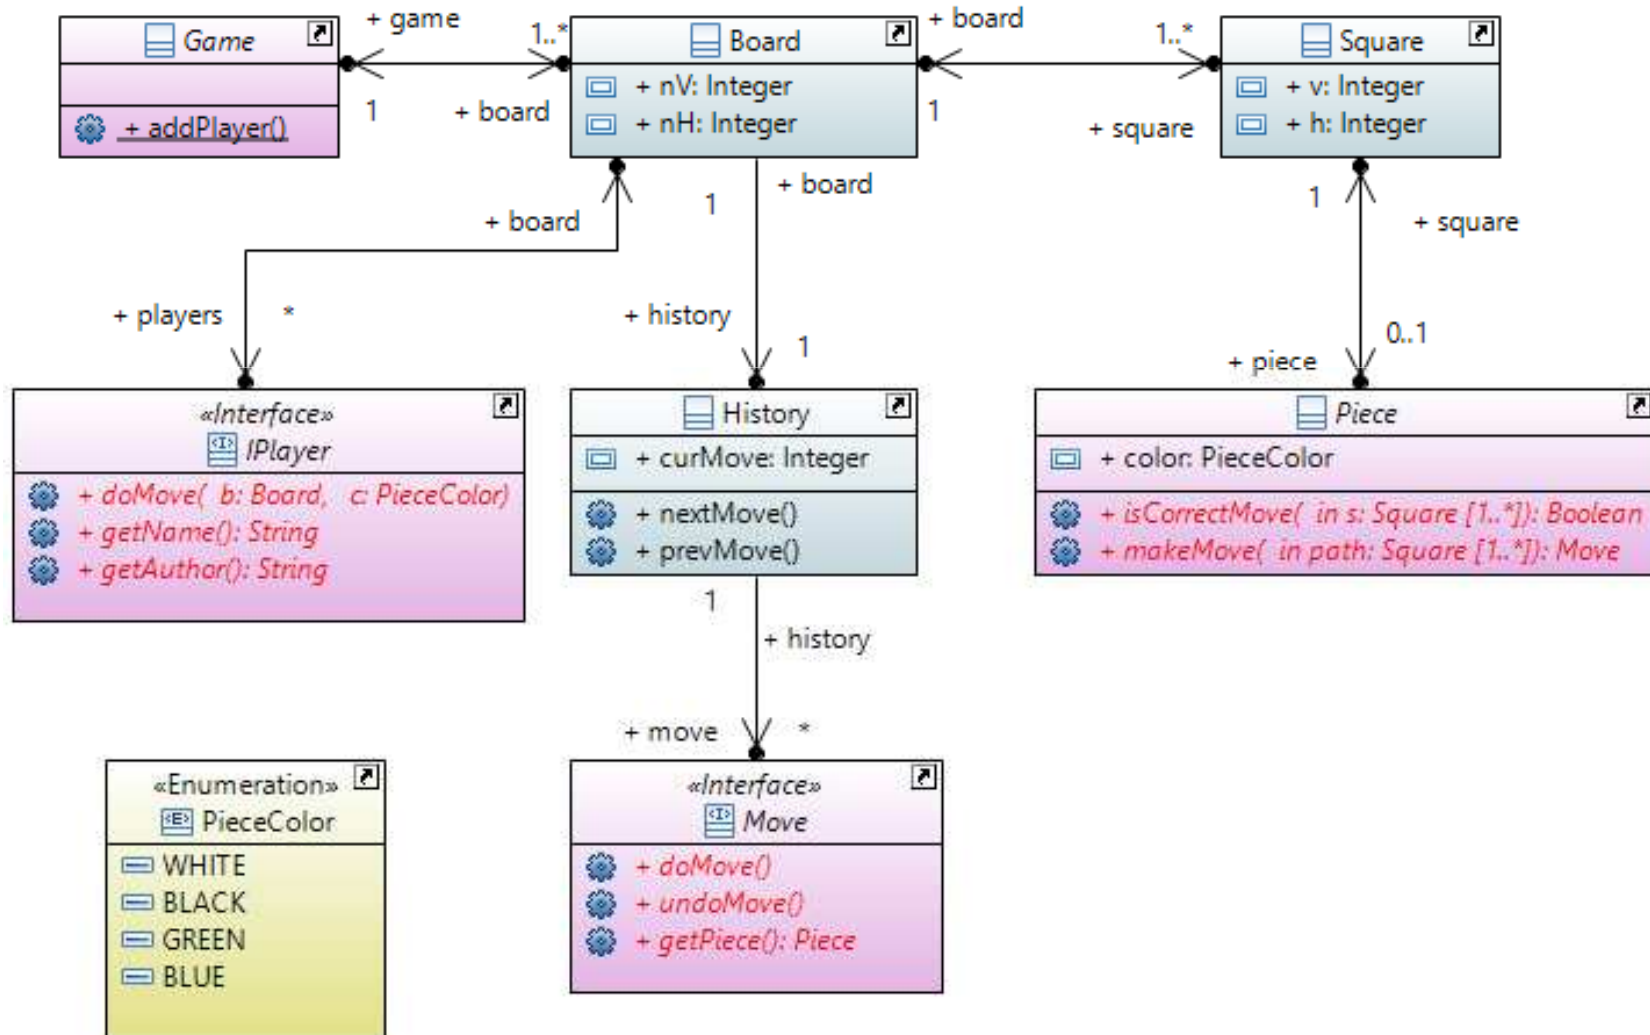 Game
+ addPlayer()
+ game
1
1..*
+ board
Board
+ nV: Integer
+ nH: Integer
+ board
1
1..*
+ square
Square
+ v: Integer
+ h: Integer
+ board
+ players
*
1
+ board
+ history
1
1
+ square
0..1
+ piece
«Interface»
IPlayer
+ doMove( b: Board, c: PieceColor)
+ getName(): String
+ getAuthor(): String
History
+ curMove: Integer
+ nextMove()
+ prevMove()
Piece
+ color: PieceColor
+ isCorrectMove( in s: Square [1..*]): Boolean
+ makeMove( in path: Square [1..*]): Move
1
+ history
+ move
*
«Enumeration»
PieceColor
WHITE
BLACK
GREEN
BLUE
«Interface»
Move
+ doMove()
+ undoMove()
+ getPiece(): Piece